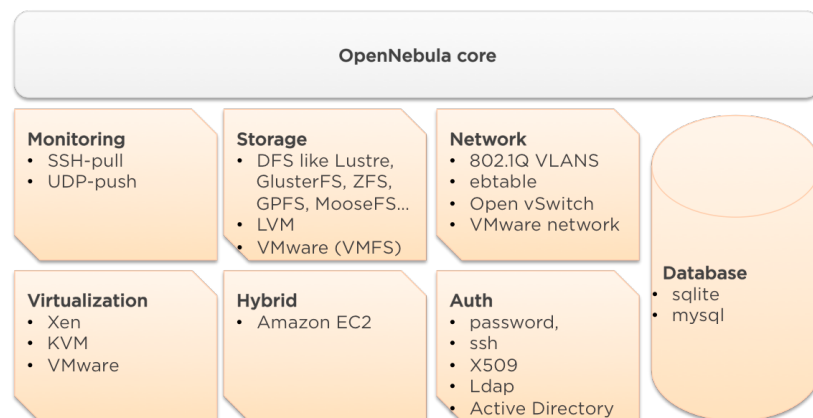 OpenNebula core
Monitoring
• SSH-pull
• UDP-push
Storage
• DFS like Lustre,
GlusterFS, ZFS,
GPFS, MooseFS...
• LVM
• VMware (VMFS)
Network
• 802.1Q VLANS
• ebtable
• Open vSwitch
• VMware network
Database
• sqlite
• mysql
Virtualization
• Xen
• KVM
• VMware
Hybrid
• Amazon EC2
Auth
• password,
• ssh
• X509
• Ldap
• Active Directory